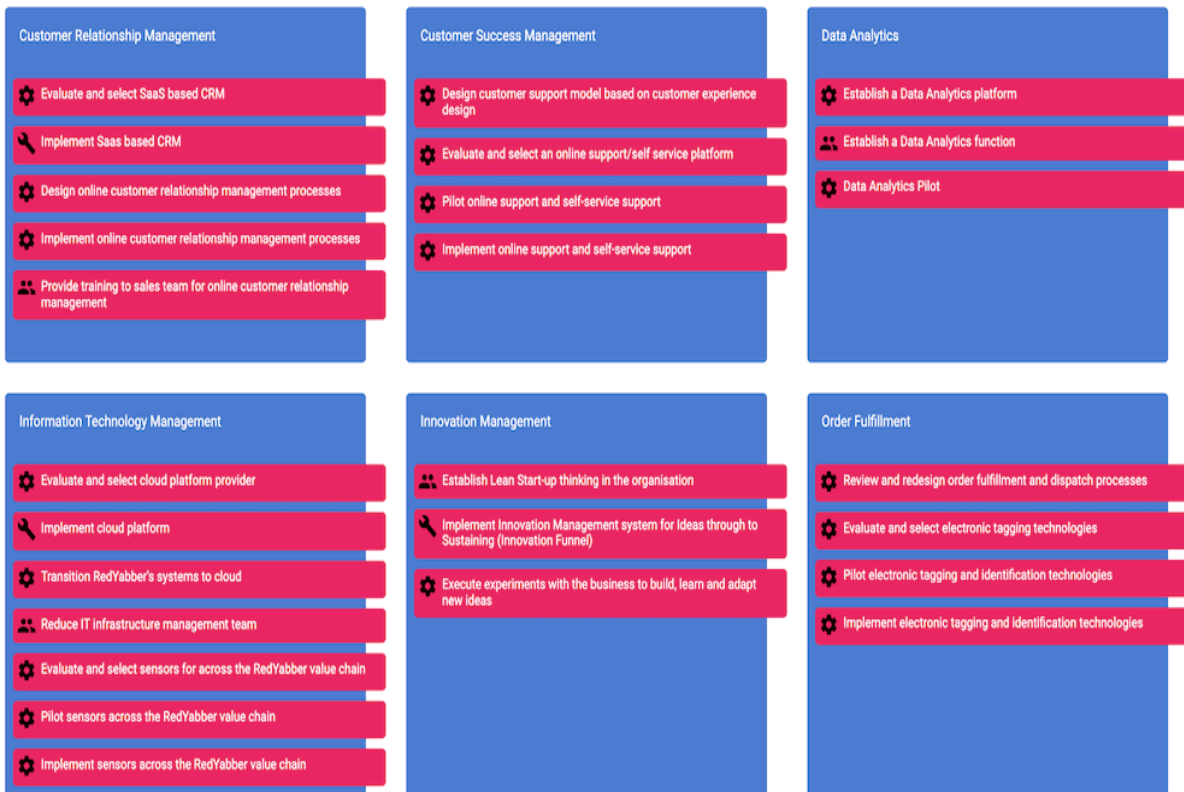 Customer Relationship Management
Evaluate and select SaaS based CRM
Implement Saas based CRM
Design online customer relationship management processes
Implement online customer relationship management processes
Provide training to sales team for online customer relationship
management
Customer Success Management
Design customer support model based on customer experience
design
Evaluate and select an online support/self service platform
Pilot online support and self-service support
Implement online support and self-service support
Data Analytics
Establish a Data Analytics platform
Establish a Data Analytics function
Data Analytics Pilot
Information Technology Management
Evaluate and select cloud platform provider
Implement cloud platform
Transition RedYabber's systems to cloud
Reduce IT infrastructure management team
Evaluate and select sensors for across the RedYabber value chain
Pilot sensors across the RedYabber value chain
Implement sensors across the RedYabber value chain
Innovation Management
Establish Lean Start-up thinking in the organisation
Implement Innovation Management system for Ideas through to
Sustaining (Innovation Funnel)
Execute experiments with the business to build, learn and adapt
new ideas
Order Fulfillment
Review and redesign order fulfillment and dispatch processes
Evaluate and select electronic tagging technologies
Pilot electronic tagging and identification technologies
Implement electronic tagging and identification technologies